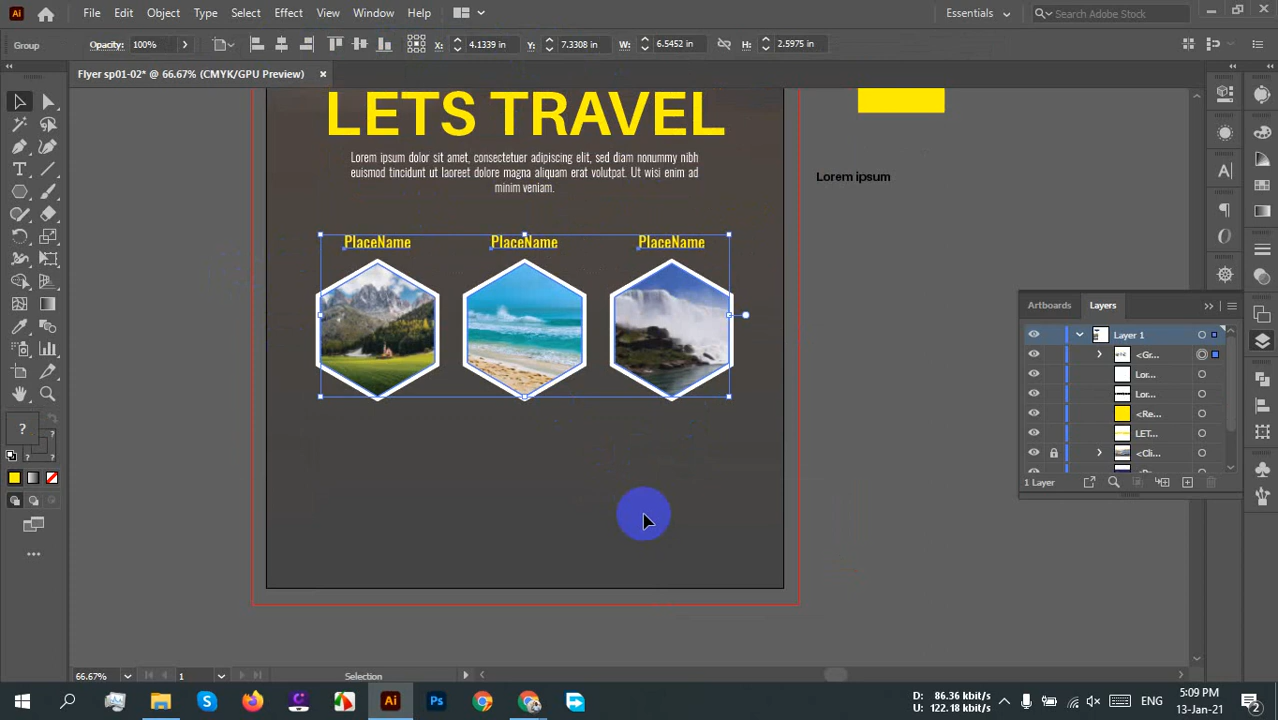 File Edit Object Type Select Effect View Window Help
Essentials
Search Adobe Stock
Group
Opacity: 100%
X: 4.1339 in
Y: 7.3308 in
W: 6.5452 in
H: 2.5975 in
Flyer sp01-02* @ 66.67% (CMYK/GPU Preview)
LETS TRAVEL
Lorem ipsum dolor sit amet, consectetuer adipiscing elit, sed diam nonummy nibh
euismod tincidunt ut laoreet dolore magna aliquam erat volutpat. Ut wisi enim ad
minim veniam.
Lorem ipsum
PlaceName PlaceName PlaceName
Artboards Layers
Layer 1
<Gr...
Lor...
Lor...
<Re...
LET...
<Cli...
1 Layer
66.67%
1
Selection
Ai
Ps
D: 86.36 kbit/s
U: 122.18 kbit/s
ENG
5:09 PM
13-Jan-21
2